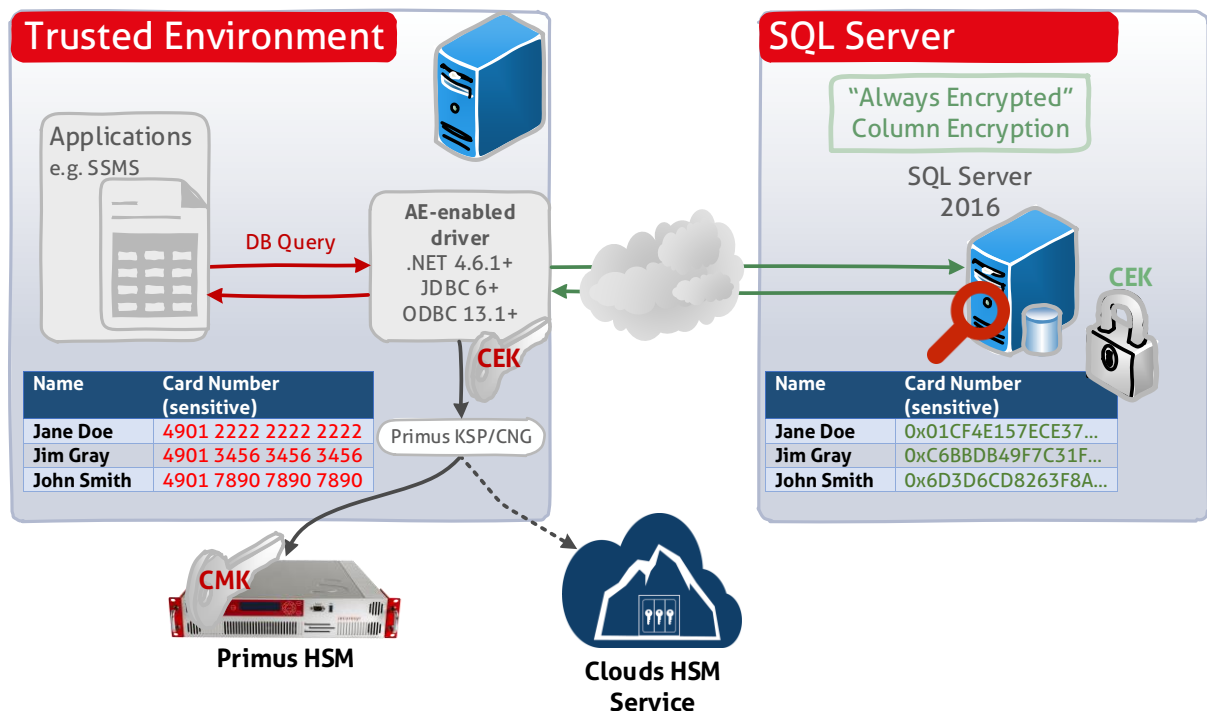 Trusted Environment
Applications
e.g. SSMS
DB Query
AE-enabled
driver
.NET 4.6.1+
JDBC 6+
ODBC 13.1+
CEK
Name Card Number
(sensitive)
Jane Doe 4901 2222 2222 2222
Jim Gray 4901 3456 3456 3456
John Smith 4901 7890 7890 7890
Primus KSP/CNG
CMK
Primus HSM
Clouds HSM
Service
SQL Server
“Always Encrypted”
Column Encryption
SQL Server
2016
CEK
Name Card Number
(sensitive)
Jane Doe 0x01CF4E157ECE37...
Jim Gray 0xC6BBDB49F7C31F...
John Smith 0x6D3D6CD8263F8A...